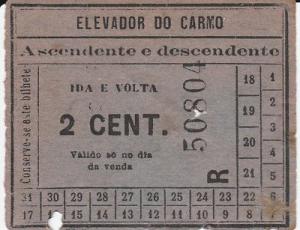 ELEVADOR DO CARMO
Ascendente e descendente
Conserve-se este bilhete
IDA E VOLTA
2 CENT.
Válido só no dia
da venda
R 50804
18 1
19 2
20 3
21 4
5
31 30 29 28 27 26 25 24 23 22 6
17 16 15 14 13 12 11 10 9 8 7